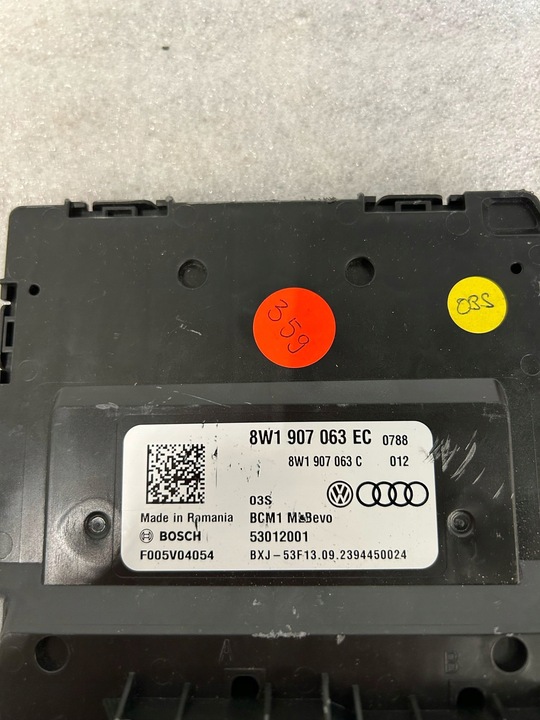 359
03S
8W1 907 063 EC 0788
8W1 907 063 C 012
03S
Made in Romania BCM1 MLBevo
BOSCH 53012001
F005V04054 BXJ-53F13.09.2394450024
A
B